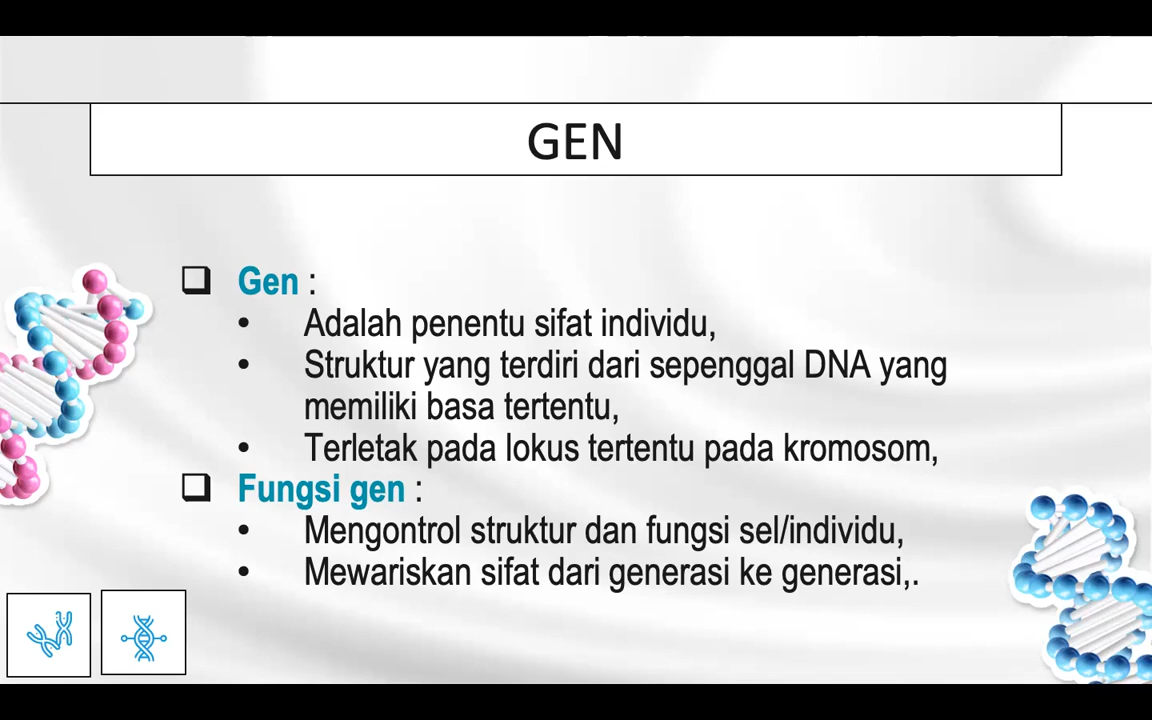 GEN
❑ Gen :
• Adalah penentu sifat individu,
• Struktur yang terdiri dari sepenggal DNA yang
memiliki basa tertentu,
• Terletak pada lokus tertentu pada kromosom,
❑ Fungsi gen :
• Mengontrol struktur dan fungsi sel/individu,
• Mewariskan sifat dari generasi ke generasi,.